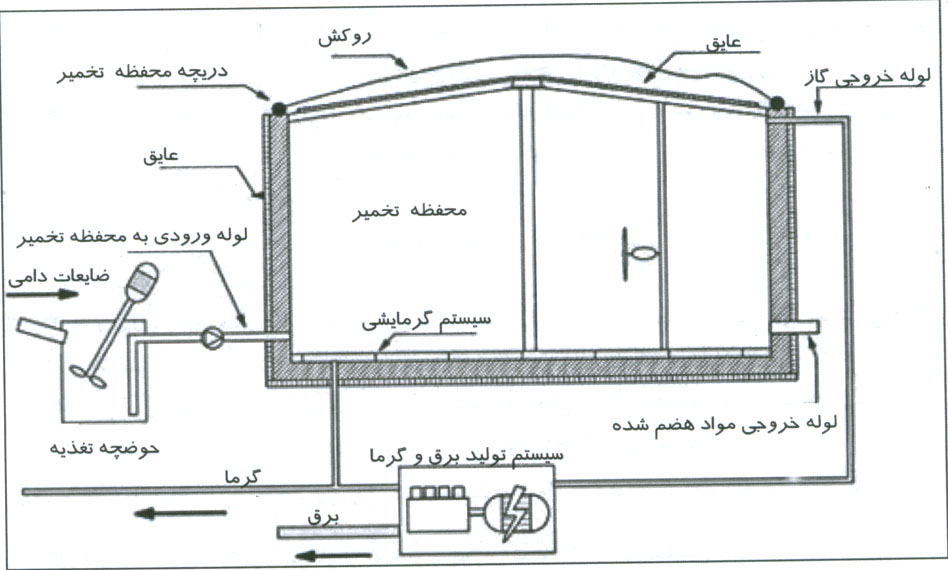 روکش
عایق
دریچه محفظه تخمیر
لوله خروجی گاز
عایق
محفظه تخمیر
لوله ورودی به محفظه تخمیر
ضایعات دامی
سیستم گرمایشی
لوله خروجی مواد هضم شده
حوضچه تغذیه
سیستم تولید برق و گرما
گرما
برق